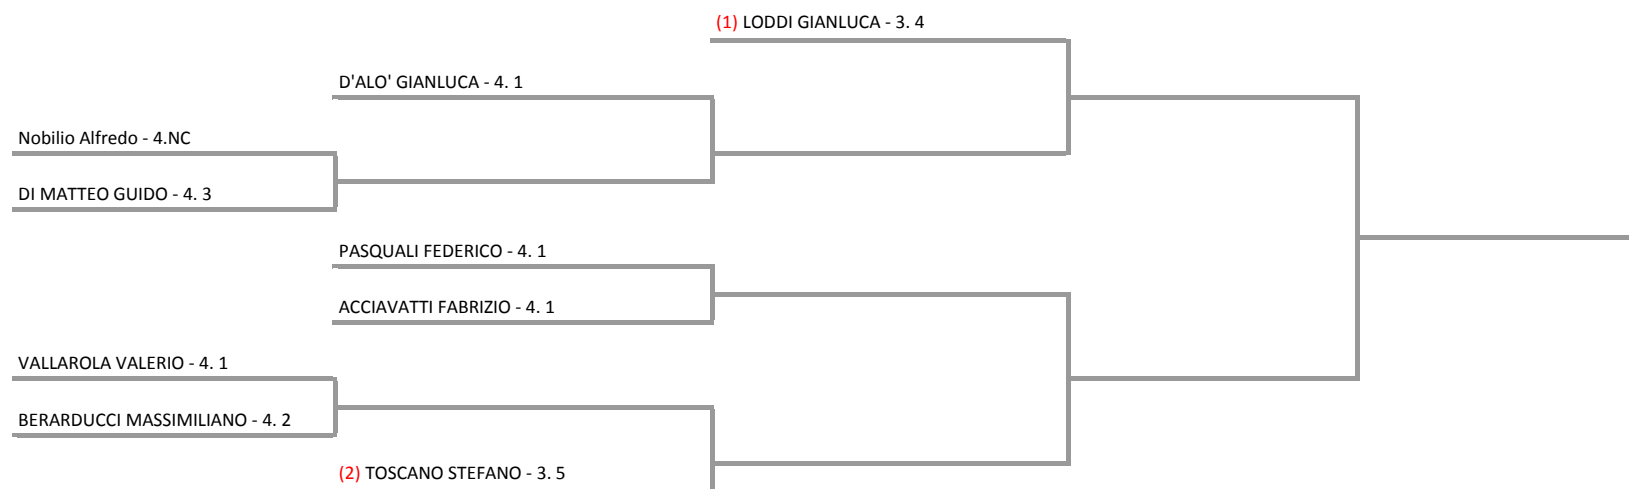 (1) LODDI GIANLUCA - 3. 4
D'ALO' GIANLUCA - 4. 1
Nobilio Alfredo - 4.NC
DI MATTEO GUIDO - 4. 3
PASQUALI FEDERICO - 4. 1
ACCIAVATTI FABRIZIO - 4. 1
VALLAROLA VALERIO - 4. 1
BERARDUCCI MASSIMILIANO - 4. 2
(2) TOSCANO STEFANO - 3. 5